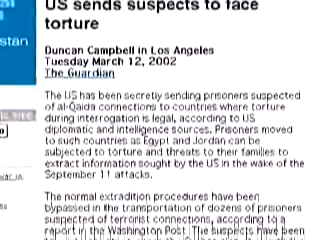 US sends suspects to face
torture
stan
Duncan Campbell in Los Angeles
Tuesday March 12, 2002
The Guardian
The US has been secretly sending prisoners suspected
of al-Qaida connections to countries where torture
during interrogation is legal, according to US
diplomatic and intelligence sources. Prisoners moved
to such countries as Egypt and Jordan can be
subjected to torture and threats to their families to
extract information sought by the US in the wake of the
September 11 attacks.
The normal extradition procedures have been
bypassed in the transportation of dozens of prisoners
suspected of terrorist connections, according to a
report in the Washington Post. The suspects have been